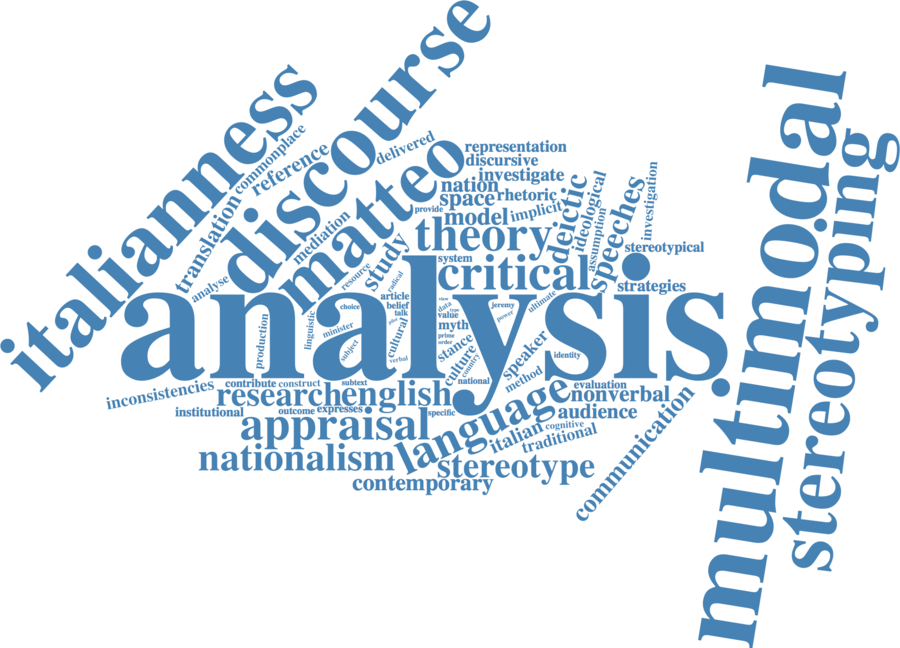 italianness
discourse
multimodal
stereotyping
analysis
matteo
commonplace
reference
delivered
translation
mediation
analyse
study
resource
radical
representation
discursive
investigate
nation
space
rhetoric
provide
model
implicit
theory
deictic
ideological
assumption
speeches
investigation
stereotypical
strategies
system
critical
article
belief
talk
choice
production
linguistic
minister
subject
cultural
verbal
view
data
type
value
myth
prime
order
jeremy
power
ultimate
stance
culture
country
speaker
method
identity
national
inconsistencies
contribute
construct
subtext
research
english
institutional
outcome
expresses
specific
appraisal
language
evaluation
nonverbal
audience
italian
cognitive
traditional
nationalism
stereotype
contemporary
communication